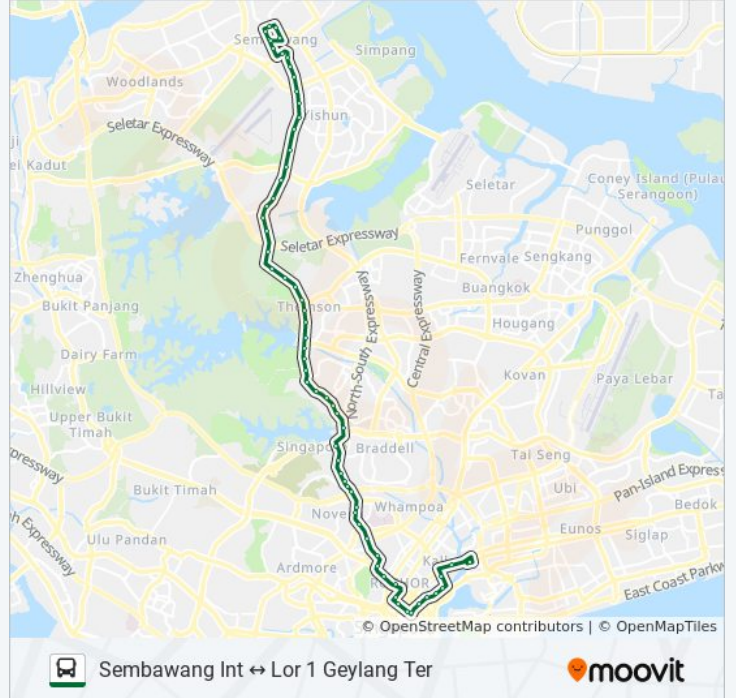 Simpang
Woodlands
Yishun
Seletar Expressway
ei Kadut
Seletar
Coney Island (Pulau
Serangoon)
Punggol
Seletar Expressway
Fernvale
Sengkang
Zhenghua
Buangkok
Bukit Panjang
North-South Expressway
Central Expressway
Hougang
Dairy Farm
Kovan
Paya Lebar
Hillview
Upper Bukit
Timah
Braddell
Tai Seng
Pan-Island Express
Bukit Timah
Ubi
Whampoa
Bedok
Ulu Pandan
Eunos
Siglap
Ardmore
East Coast Parkw
© OpenStreetMap contributors | © OpenMapTiles
Sembawang Int ↔ Lor 1 Geylang Ter
moovit